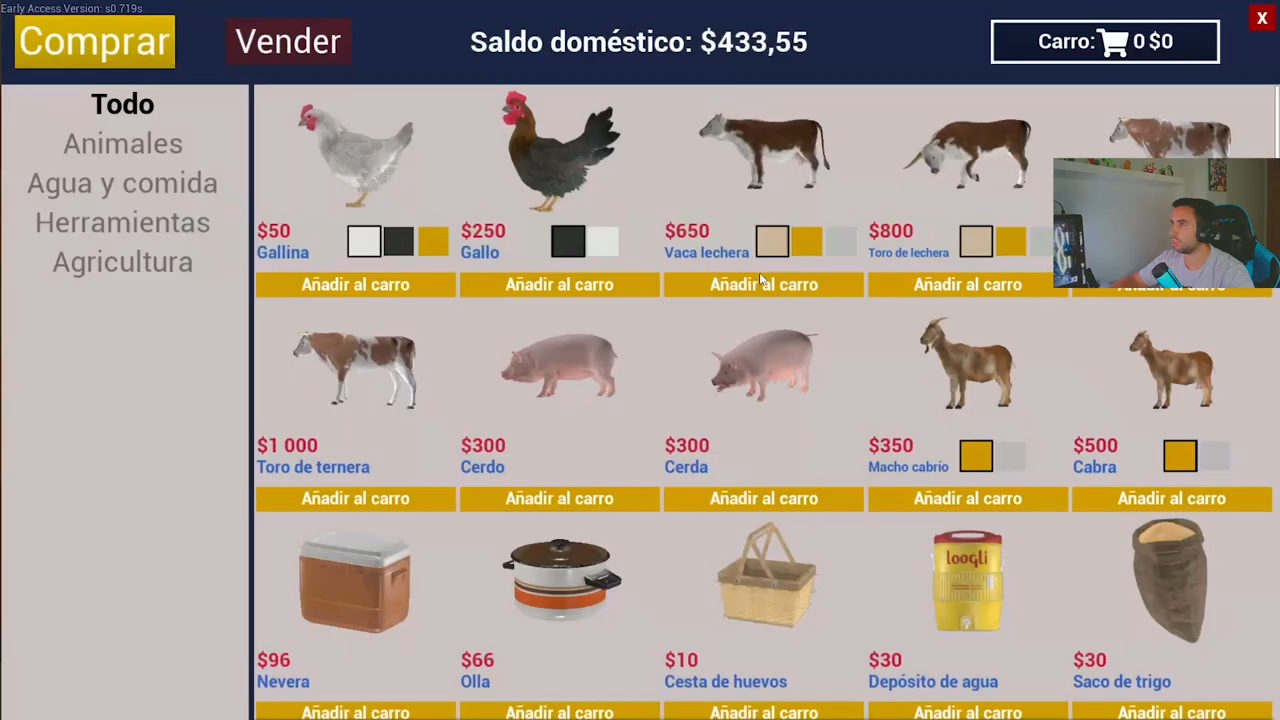 Early Access Version: s0.719s
Comprar
Vender
Saldo doméstico: $433,55
Carro: 0 $0
X
Todo
Animales
Agua y comida
Herramientas
Agricultura
$50
Gallina
$250
Gallo
$650
Vaca lechera
$800
Toro de lechera
Añadir al carro
Añadir al carro
Añadir al carro
Añadir al carro
$1 000
Toro de ternera
$300
Cerdo
$300
Cerda
$350
Macho cabrío
$500
Cabra
Añadir al carro
Añadir al carro
Añadir al carro
Añadir al carro
Añadir al carro
loogli
$96
Nevera
$66
Olla
$10
Cesta de huevos
$30
Depósito de agua
$30
Saco de trigo
Añadir al carro
Añadir al carro
Añadir al carro
Añadir al carro
Añadir al carro